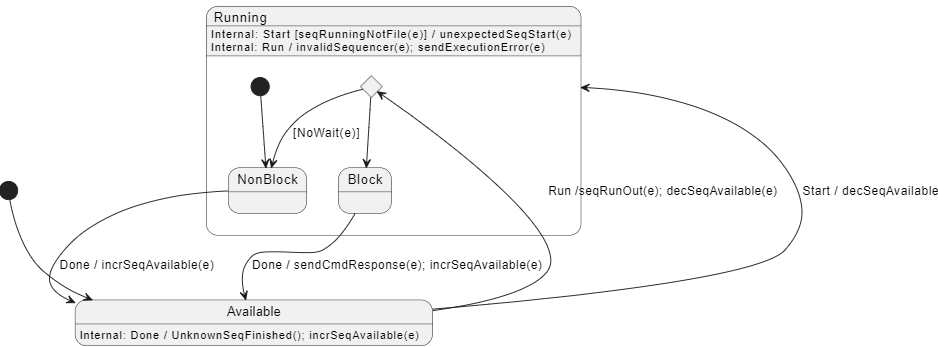 Running
Internal: Start [seqRunningNotFile(e)] / unexpectedSeqStart(e)
Internal: Run / invalidSequencer(e); sendExecutionError(e)
[NoWait(e)]
NonBlock
Block
Run /seqRunOut(e); decSeqAvailable(e)
Start / decSeqAvailable
Done / incrSeqAvailable(e)
Done / sendCmdResponse(e); incrSeqAvailable(e)
Available
Internal: Done / UnknownSeqFinished(); incrSeqAvailable(e)